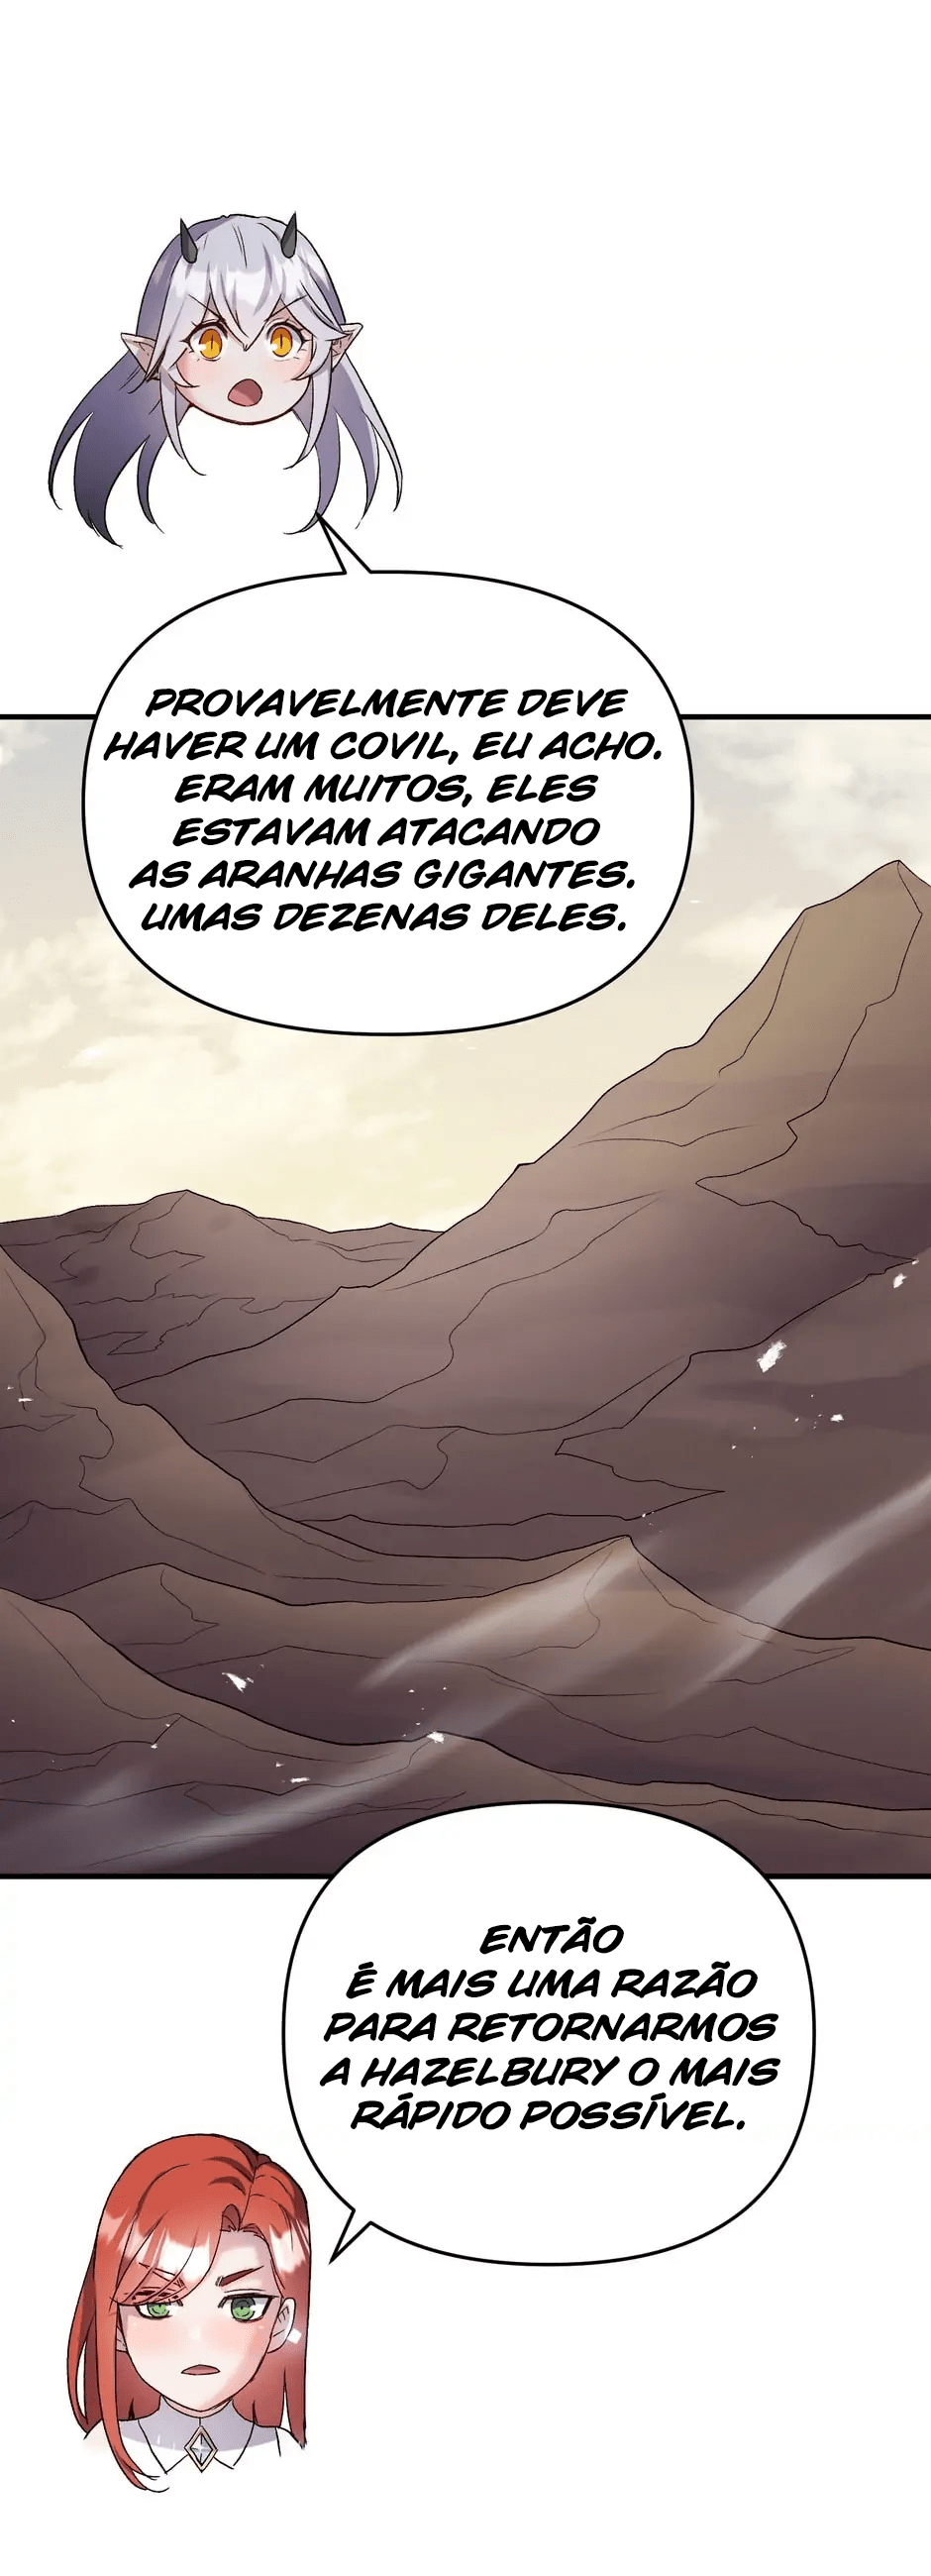 PROVAVELMENTE DEVE
HAVER UM COVIL, EU ACHO.
ERAM MUITOS, ELES
ESTAVAM ATACANDO
AS ARANHAS GIGANTES.
UMAS DEZENAS DELES.
ENTÃO
É MAIS UMA RAZÃO
PARA RETORNARMOS
A HAZELBURY O MAIS
RÁPIDO POSSÍVEL.